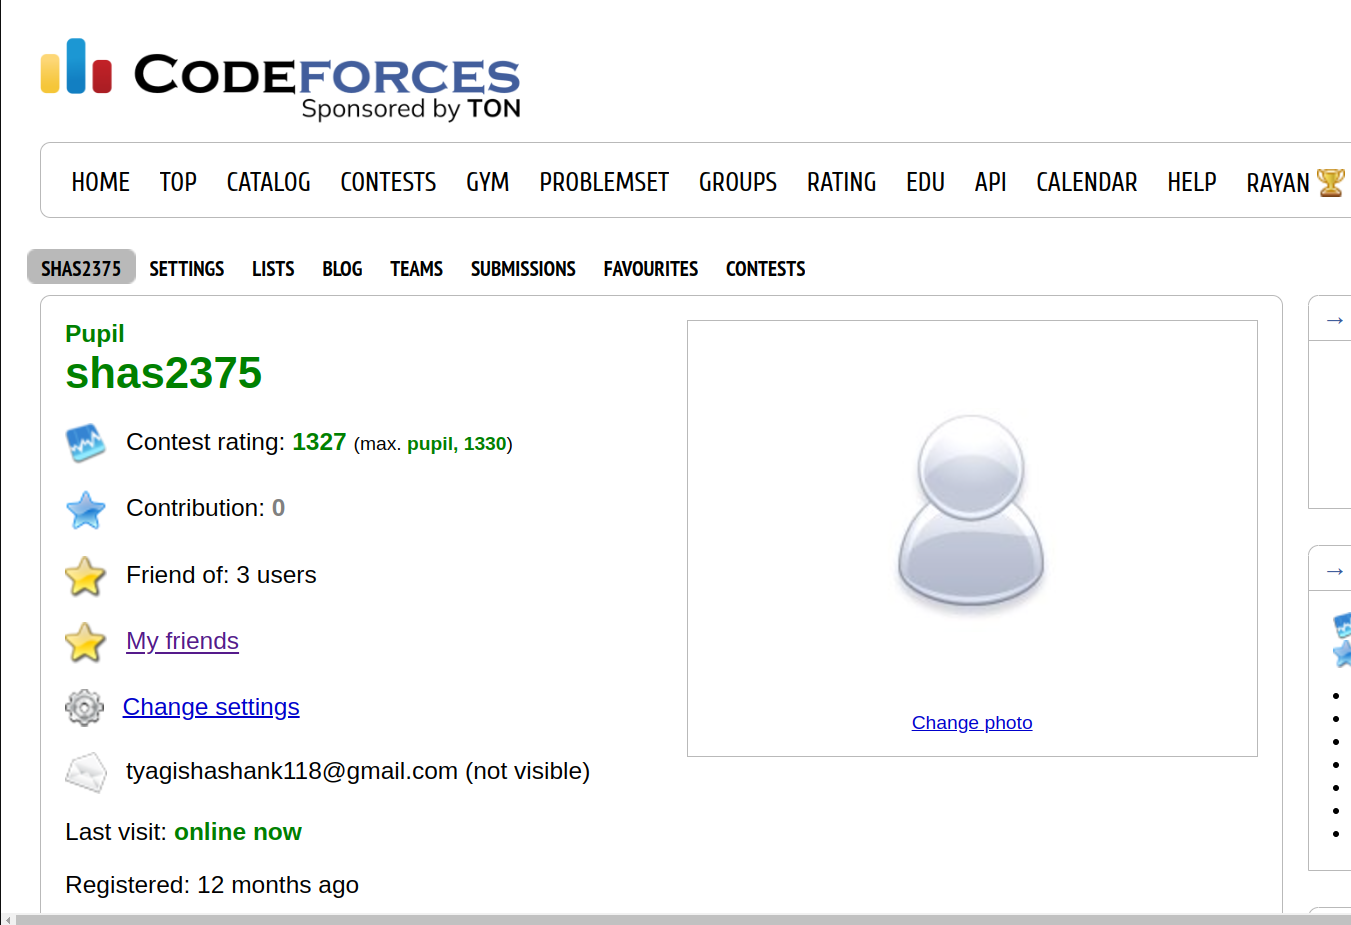 CODEFORCES
Sponsored by TON
HOME TOP CATALOG CONTESTS GYM PROBLEMSET GROUPS RATING EDU API CALENDAR HELP RAYAN
SHAS2375 SETTINGS LISTS BLOG TEAMS SUBMISSIONS FAVOURITES CONTESTS
Pupil
shas2375
Contest rating: 1327 (max. pupil, 1330)
Contribution: 0
Friend of: 3 users
My friends
Change settings
Change photo
tyagishashank118@gmail.com (not visible)
Last visit: online now
Registered: 12 months ago